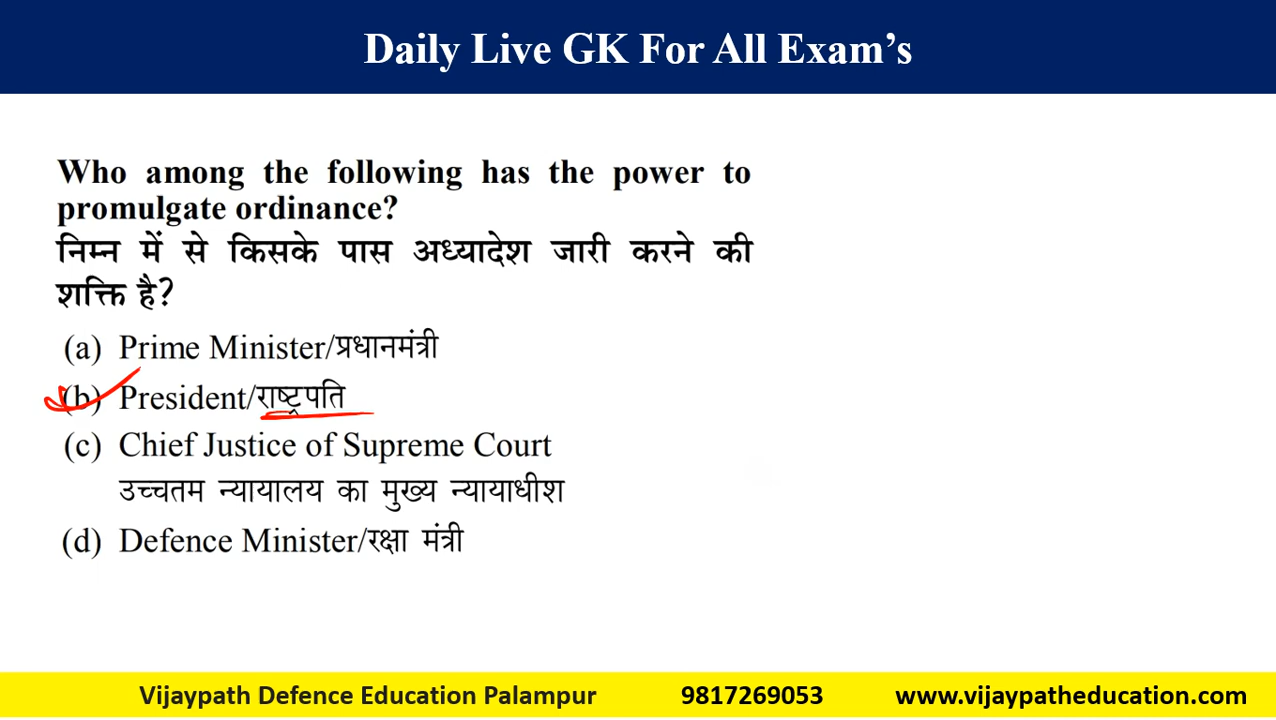 Daily Live GK For All Exam’s
Who among the following has the power to
promulgate ordinance?
निम्न में से किसके पास अध्यादेश जारी करने की
शक्ति है?
(a) Prime Minister/प्रधानमंत्री
(b) President/राष्ट्रपति
(c) Chief Justice of Supreme Court
उच्चतम न्यायालय का मुख्य न्यायाधीश
(d) Defence Minister/रक्षा मंत्री
Vijaypath Defence Education Palampur 9817269053 www.vijaypatheducation.com